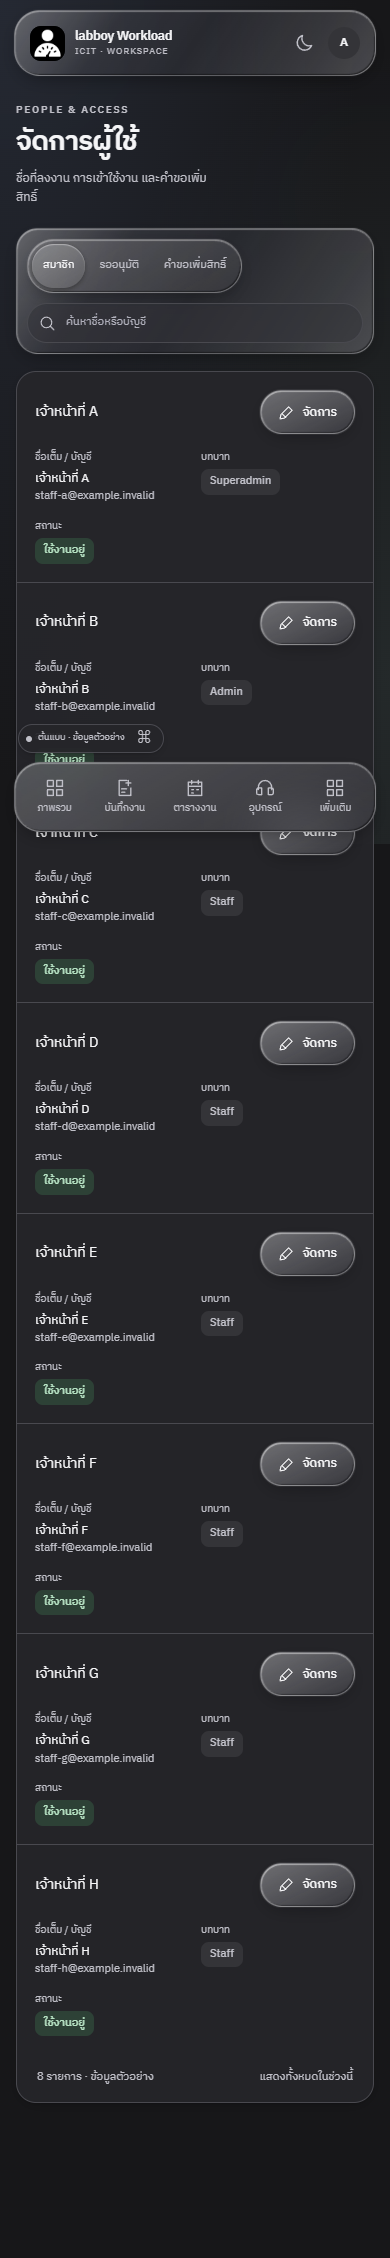 labboy Workload
ICIT · WORKSPACE
A
PEOPLE & ACCESS
จัดการผู้ใช้
ชื่อที่ลงงาน การเข้าใช้งาน และคำขอเพิ่ม
สิทธิ์
สมาชิก รออนุมัติ คำขอเพิ่มสิทธิ์
ค้นหาชื่อหรือบัญชี
เจ้าหน้าที่ A จัดการ
ชื่อเต็ม / บัญชี บทบาท
เจ้าหน้าที่ A Superadmin
staff-a@example.invalid
สถานะ
ใช้งานอยู่
เจ้าหน้าที่ B จัดการ
ชื่อเต็ม / บัญชี บทบาท
เจ้าหน้าที่ B Admin
staff-b@example.invalid
ต้นแบบ · ข้อมูลตัวอย่าง
ใช้งานอยู่
ภาพรวม บันทึกงาน ตารางงาน อุปกรณ์ เพิ่มเติม
เจ้าหน้าที่ C จัดการ
ชื่อเต็ม / บัญชี บทบาท
เจ้าหน้าที่ C Staff
staff-c@example.invalid
สถานะ
ใช้งานอยู่
เจ้าหน้าที่ D จัดการ
ชื่อเต็ม / บัญชี บทบาท
เจ้าหน้าที่ D Staff
staff-d@example.invalid
สถานะ
ใช้งานอยู่
เจ้าหน้าที่ E จัดการ
ชื่อเต็ม / บัญชี บทบาท
เจ้าหน้าที่ E Staff
staff-e@example.invalid
สถานะ
ใช้งานอยู่
เจ้าหน้าที่ F จัดการ
ชื่อเต็ม / บัญชี บทบาท
เจ้าหน้าที่ F Staff
staff-f@example.invalid
สถานะ
ใช้งานอยู่
เจ้าหน้าที่ G จัดการ
ชื่อเต็ม / บัญชี บทบาท
เจ้าหน้าที่ G Staff
staff-g@example.invalid
สถานะ
ใช้งานอยู่
เจ้าหน้าที่ H จัดการ
ชื่อเต็ม / บัญชี บทบาท
เจ้าหน้าที่ H Staff
staff-h@example.invalid
สถานะ
ใช้งานอยู่
8 รายการ · ข้อมูลตัวอย่าง แสดงทั้งหมดในช่วงนี้